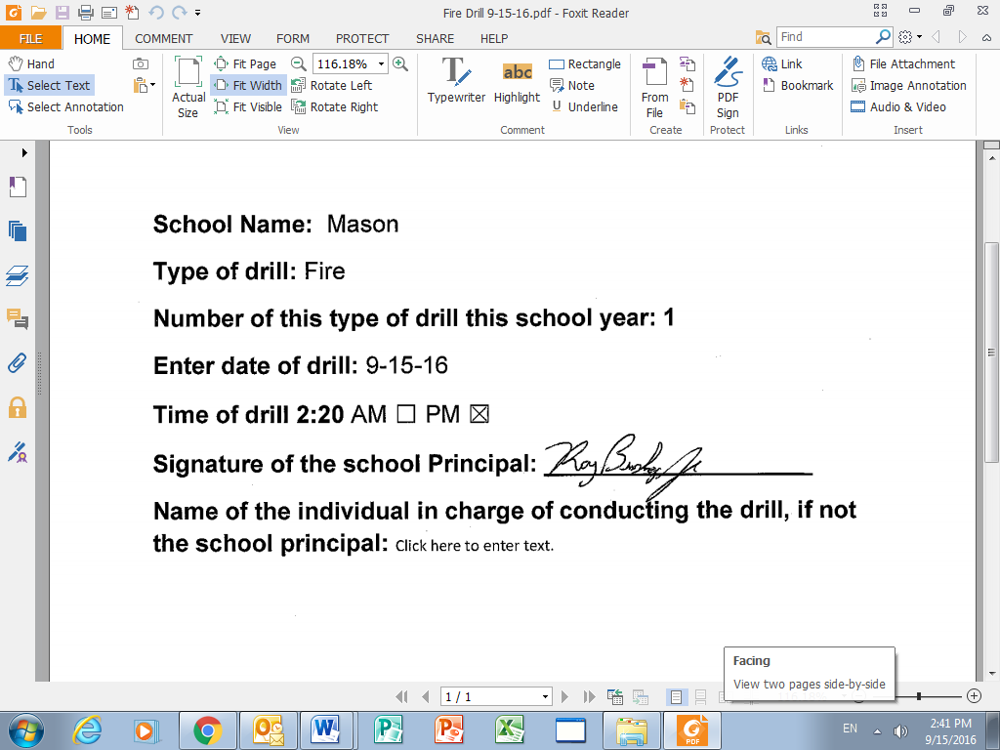 Fire Drill 9-15-16.pdf - Foxit Reader
FILE HOME COMMENT VIEW FORM PROTECT SHARE HELP Find
Hand
Select Text
Select Annotation
Tools
Actual Size
Fit Page
Fit Width
Fit Visible
116.18%
Rotate Left
Rotate Right
View
Typewriter
abc
Highlight
Rectangle
Note
U Underline
Comment
From File
Create
PDF Sign
Protect
Link
Bookmark
Links
File Attachment
Image Annotation
Audio & Video
Insert
School Name: Mason
Type of drill: Fire
Number of this type of drill this school year: 1
Enter date of drill: 9-15-16
Time of drill 2:20 AM ☐ PM ☒
Signature of the school Principal: Roy
Name of the individual in charge of conducting the drill, if not
the school principal: Click here to enter text.
Facing
View two pages side-by-side
1 / 1
EN
2:41 PM
9/15/2016
PDF